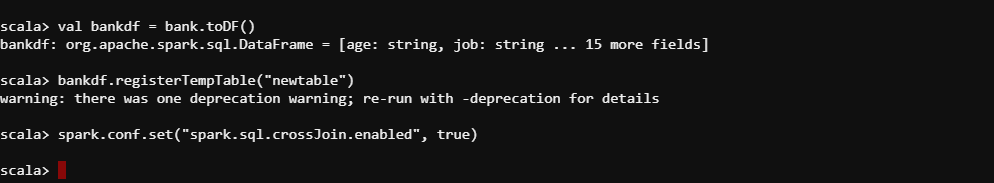 scala> val bankdf = bank.toDF()
bankdf: org.apache.spark.sql.DataFrame = [age: string, job: string ... 15 more fields]
scala> bankdf.registerTempTable("newtable")
warning: there was one deprecation warning; re-run with -deprecation for details
scala> spark.conf.set("spark.sql.crossJoin.enabled", true)
scala>